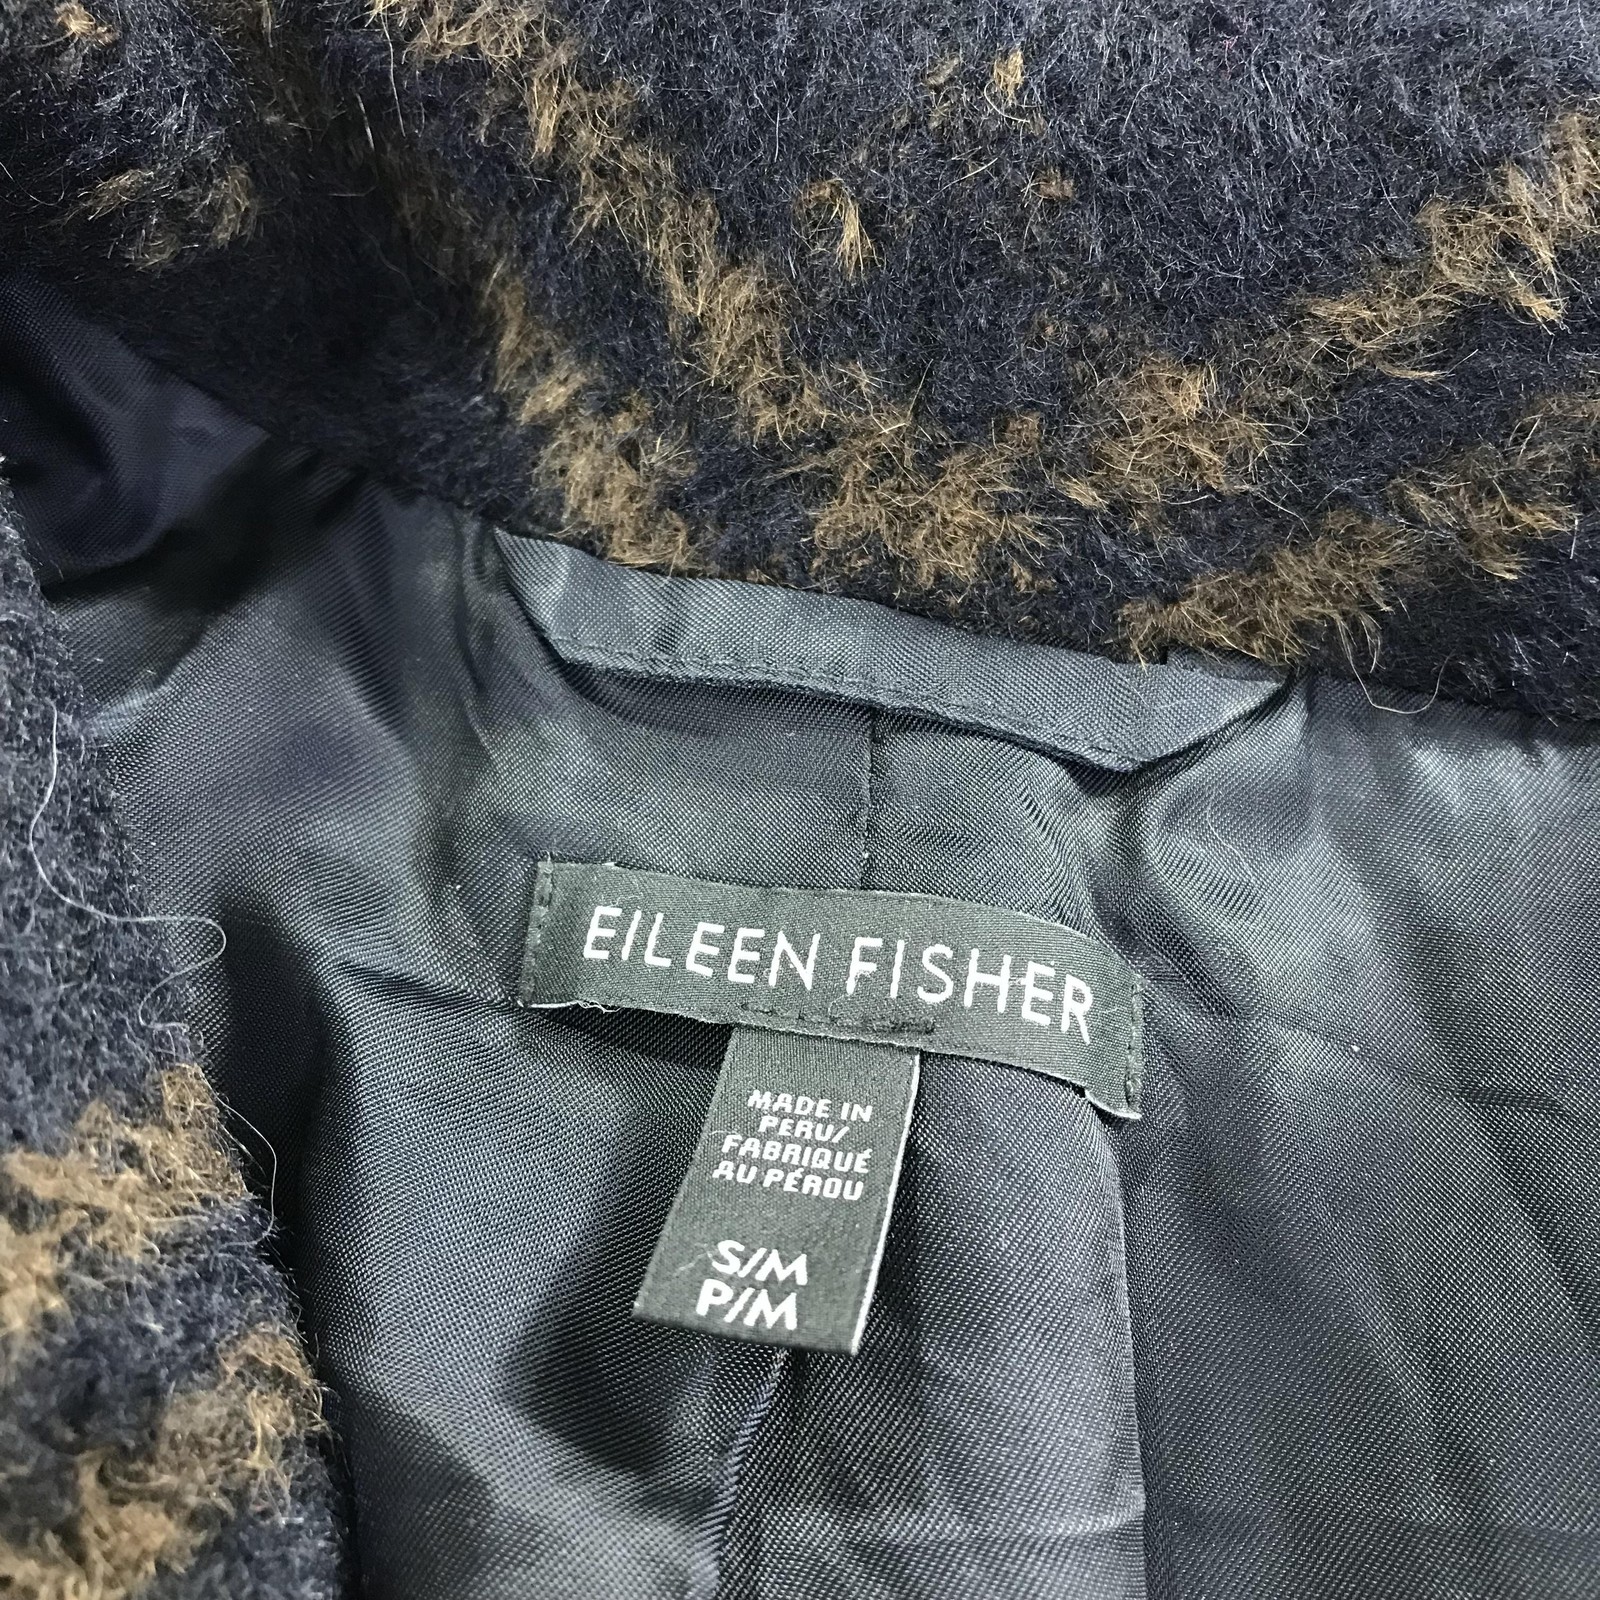 EILEEN FISHER
MADE IN
PERU/
FABRIQUÉ
AU PÉROU
S/M
P/M